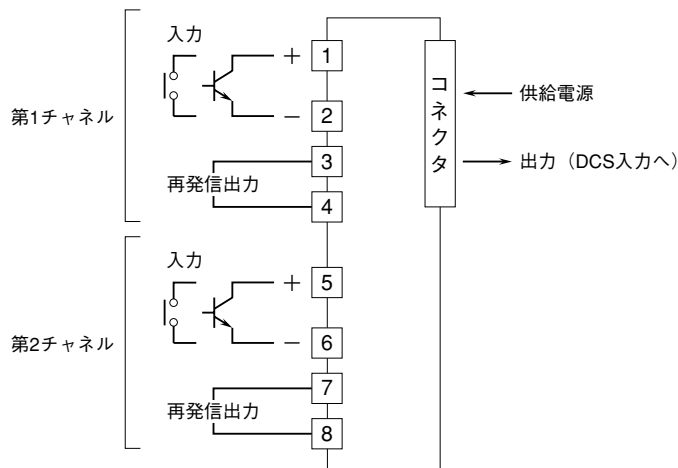 入力
+ 1
− 2
第1チャネル
3
再発信出力
4
入力
+ 5
− 6
第2チャネル
7
再発信出力
8
コネクタ
供給電源
出力（DCS入力へ）